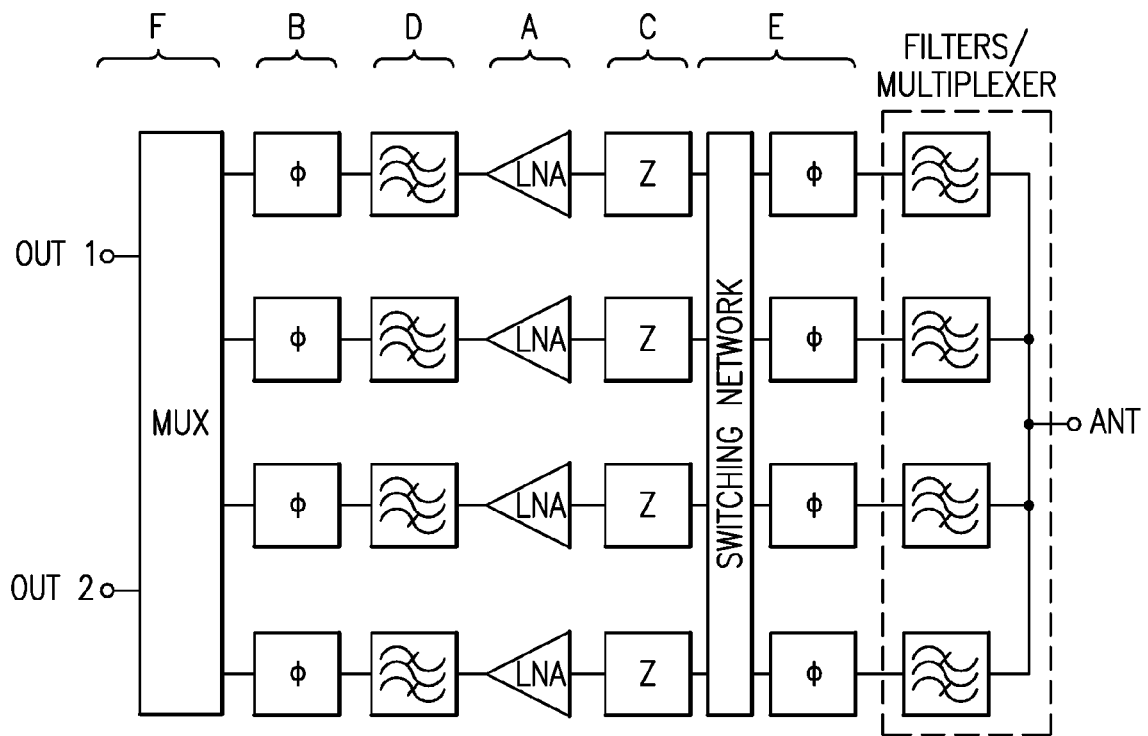 F B D A C E
FILTERS/
MULTIPLEXER
ϕ LNA Z ϕ
OUT 1
ϕ LNA Z ϕ
MUX
SWITCHING NETWORK
ANT
ϕ LNA Z ϕ
OUT 2
ϕ LNA Z ϕ